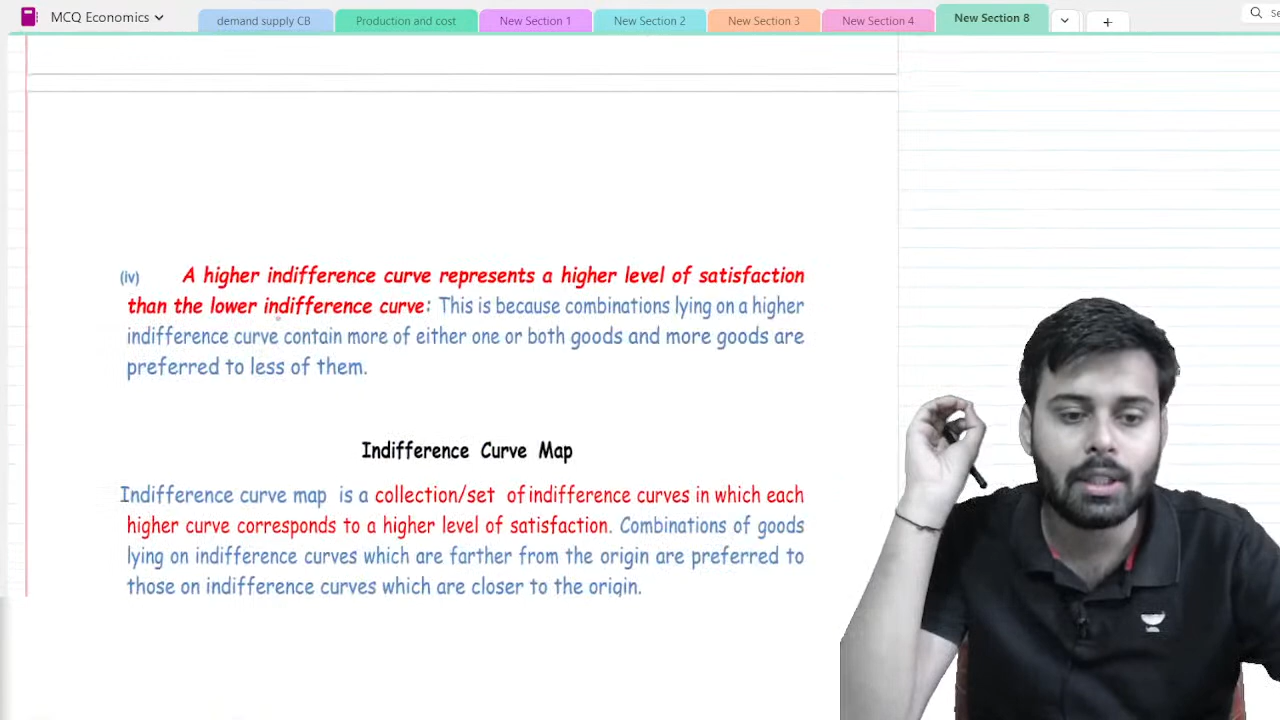 MCQ Economics
demand supply CB
Production and cost
New Section 1
New Section 2
New Section 3
New Section 4
New Section 8
(iv) A higher indifference curve represents a higher level of satisfaction
than the lower indifference curve: This is because combinations lying on a higher
indifference curve contain more of either one or both goods and more goods are
preferred to less of them.
Indifference Curve Map
Indifference curve map is a collection/set of indifference curves in which each
higher curve corresponds to a higher level of satisfaction. Combinations of goods
lying on indifference curves which are farther from the origin are preferred to
those on indifference curves which are closer to the origin.